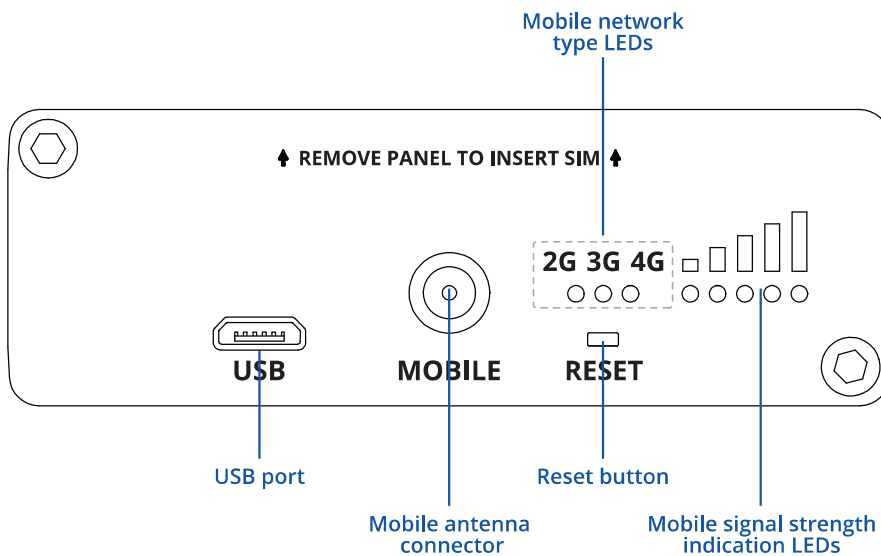 Mobile network
type LEDs
REMOVE PANEL TO INSERT SIM
2G 3G 4G
USB
MOBILE
RESET
USB port
Reset button
Mobile antenna
connector
Mobile signal strength
indication LEDs